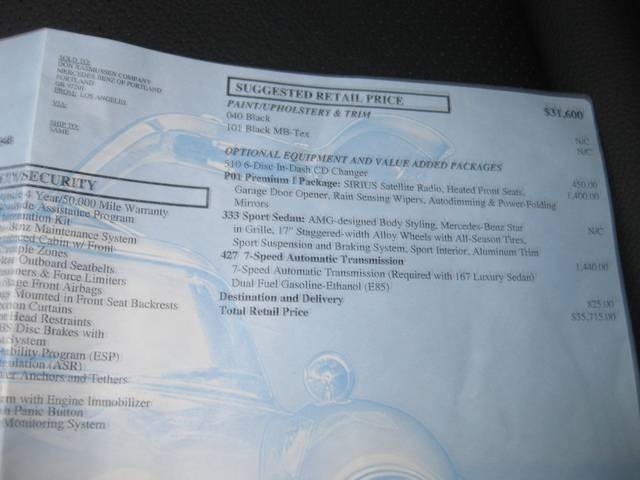 SOLD TO:
DON RASMUSSEN COMPANY
MERCEDES-BENZ OF PORTLAND
PORTLAND
OR 97201
FROM: LOS ANGELES
VIA:
SHIP TO:
SAME
SUGGESTED RETAIL PRICE $31,600
PAINT/UPHOLSTERY & TRIM
040 Black N/C
101 Black MB-Tex N/C
OPTIONAL EQUIPMENT AND VALUE ADDED PACKAGES
510 6-Disc In-Dash CD Changer 450.00
P01 Premium I Package: SIRIUS Satellite Radio, Heated Front Seats, 1,400.00
Garage Door Opener, Rain Sensing Wipers, Autodimming & Power-Folding
Mirrors
333 Sport Sedan: AMG-designed Body Styling, Mercedes-Benz Star N/C
in Grille, 17" Staggered-width Alloy Wheels with All-Season Tires,
Sport Suspension and Braking System, Sport Interior, Aluminum Trim
427 7-Speed Automatic Transmission 1,440.00
7-Speed Automatic Transmission (Required with 167 Luxury Sedan)
Dual Fuel Gasoline-Ethanol (E85)
Destination and Delivery 825.00
Total Retail Price $35,715.00
/SECURITY
4 Year/50,000 Mile Warranty
Assistance Program
Kit
Maintenance System
Cabin w/ Front
Zones
Outboard Seatbelts
& Force Limiters
Front Airbags
Mounted in Front Seat Backrests
Curtains
Head Restraints
Disc Brakes with
System
Program (ESP)
(ASR)
Anchors and Tethers
with Engine Immobilizer
Panic Button
Monitoring System